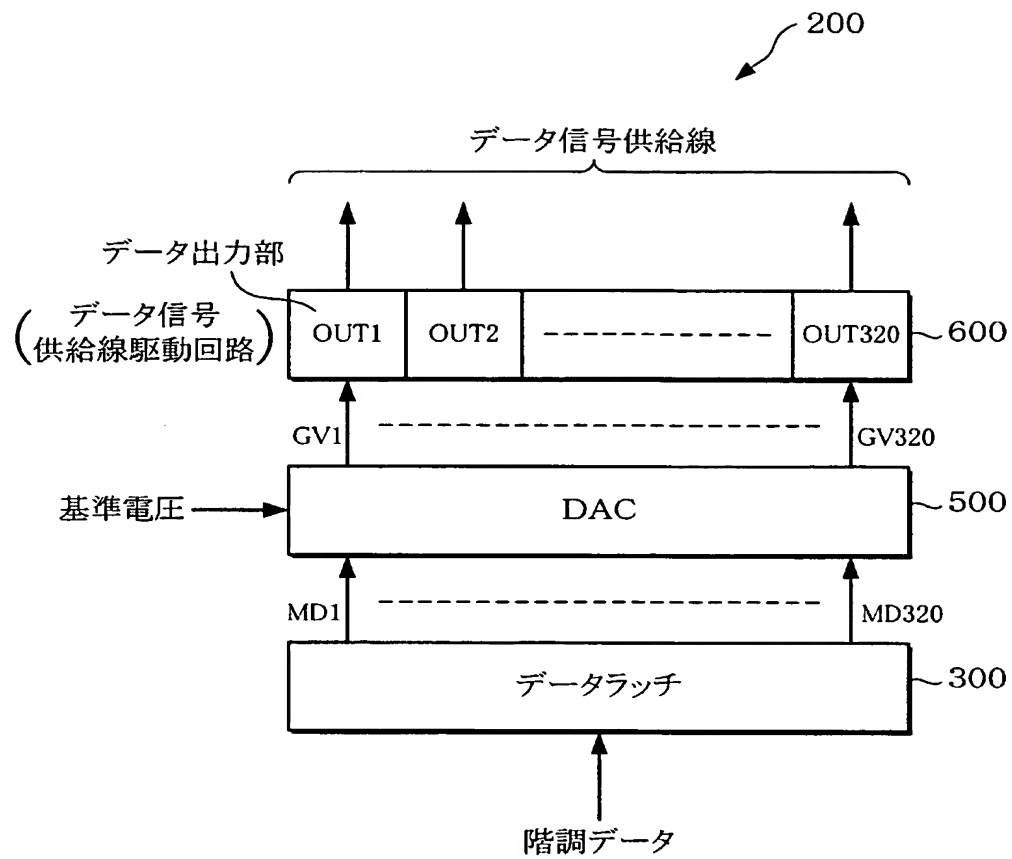 200
データ信号供給線
データ出力部
(データ信号
供給線駆動回路)
OUT1 OUT2 OUT320 600
GV1 GV320
基準電圧 DAC 500
MD1 MD320
データラッチ 300
階調データ